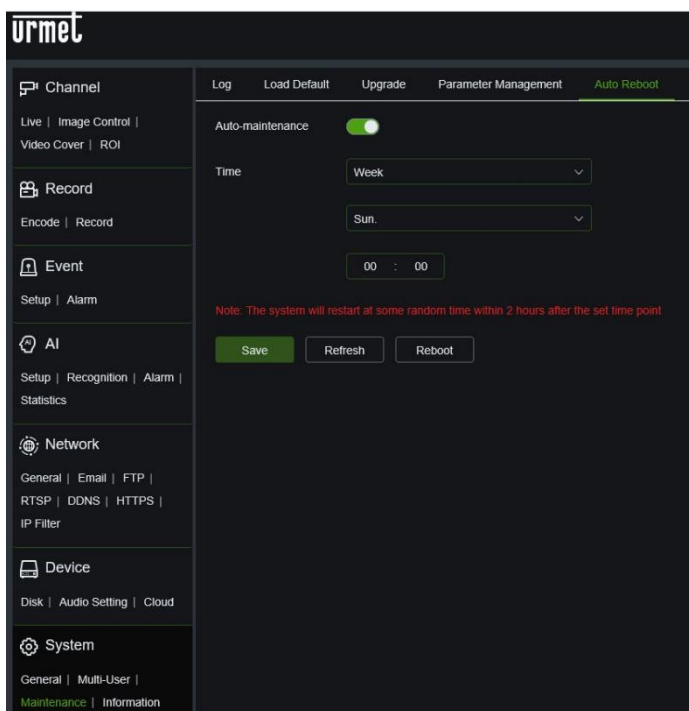 urmet
Channel
Live | Image Control |
Video Cover | ROI
Record
Encode | Record
Event
Setup | Alarm
AI
AI
Setup | Recognition | Alarm |
Statistics
Network
General | Email | FTP |
RTSP | DDNS | HTTPS |
IP Filter
Device
Disk | Audio Setting | Cloud
System
General | Multi-User |
Maintenance | Information
Log Load Default Upgrade Parameter Management Auto Reboot
Auto-maintenance
Time Week
Sun.
00 : 00
Note: The system will restart at some random time within 2 hours after the set time point
Save Refresh Reboot